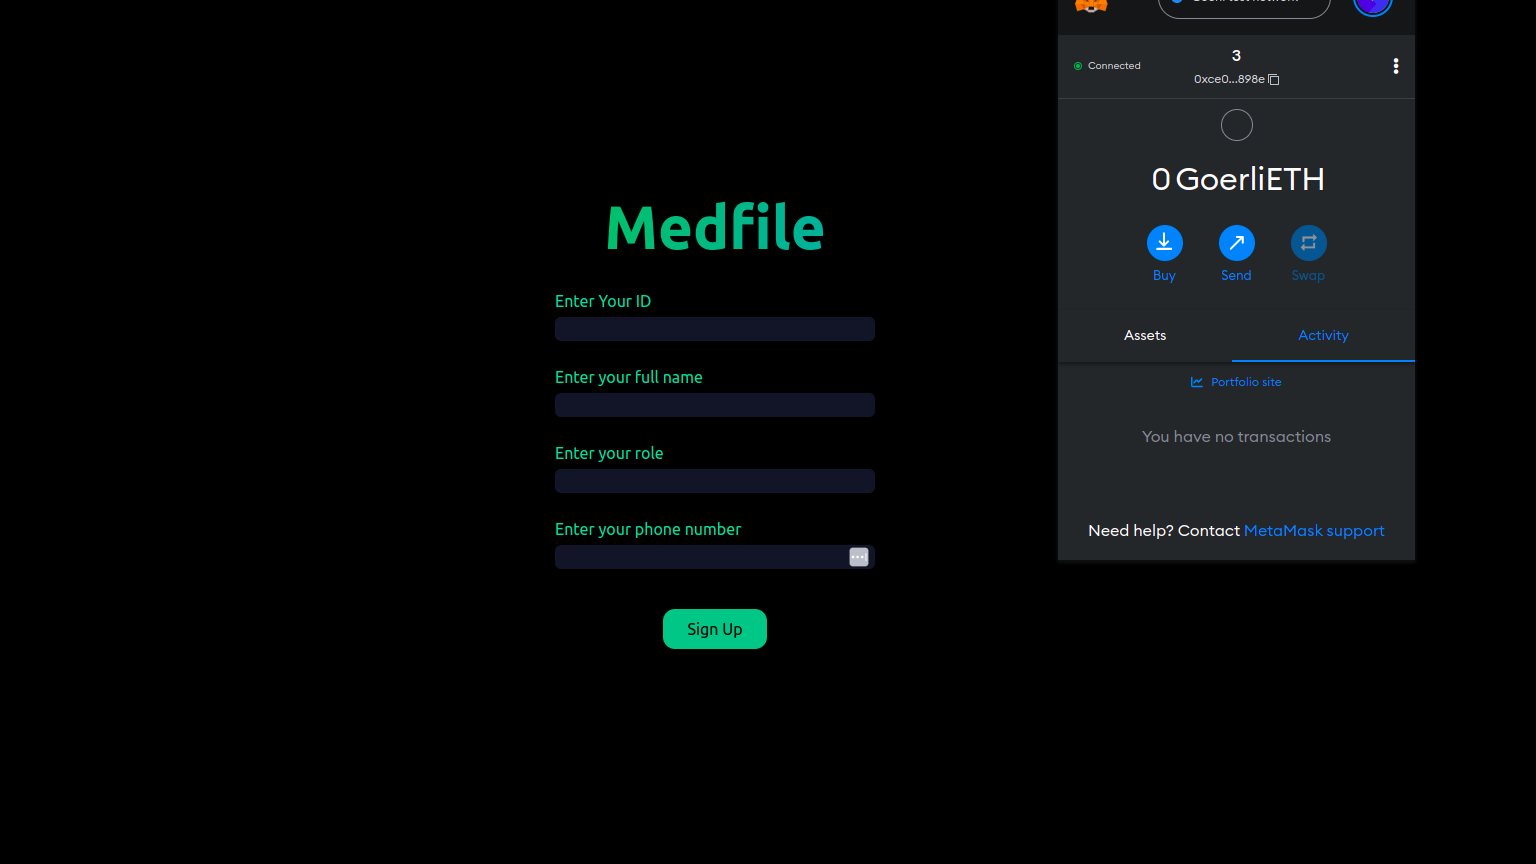 Medfile
Enter Your ID
Enter your full name
Enter your role
Enter your phone number
Sign Up
Connected
3
0xce0...898e
0 GoerliETH
Buy
Send
Swap
Assets
Activity
Portfolio site
You have no transactions
Need help? Contact MetaMask support